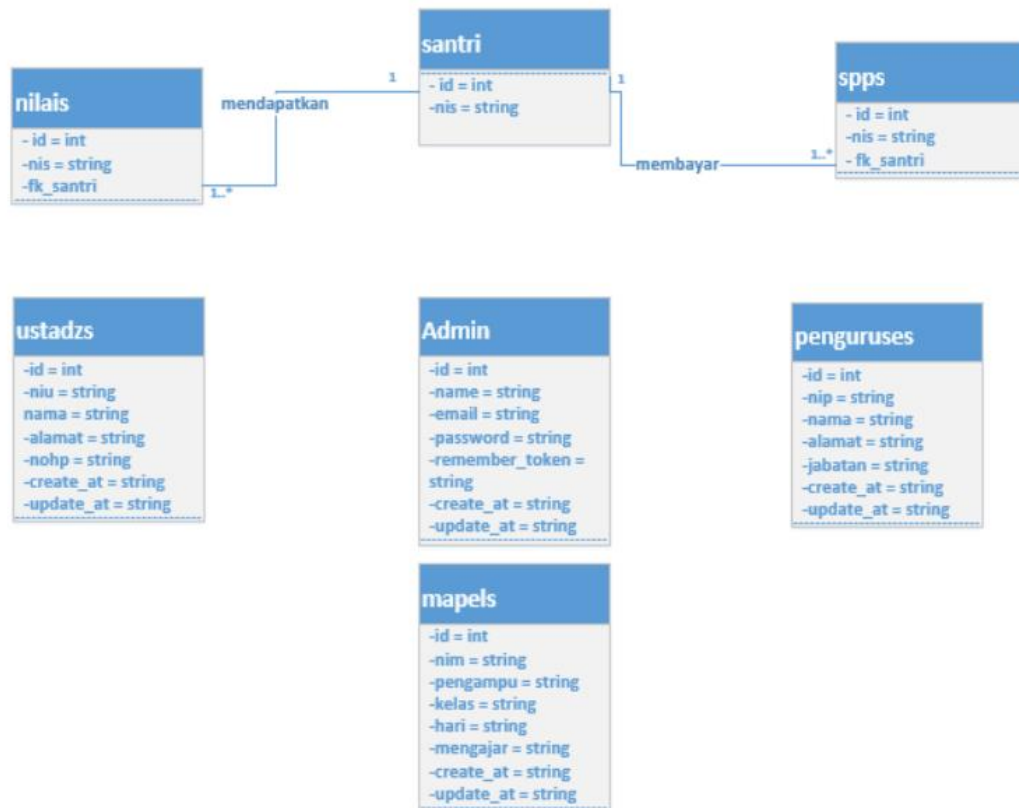 santri
- id = int
-nis = string
nilais
- id = int
-nis = string
-fk_santri
spps
- id = int
-nis = string
- fk_santri
1
mendapatkan
1..*
1
membayar
1..*
ustadzs
-id = int
-niu = string
nama = string
-alamat = string
-nohp = string
-create_at = string
-update_at = string
Admin
-id = int
-name = string
-email = string
-password = string
-remember_token =
string
-create_at = string
-update_at = string
penguruses
-id = int
-nip = string
-nama = string
-alamat = string
-jabatan = string
-create_at = string
-update_at = string
mapels
-id = int
-nim = string
-pengampu = string
-kelas = string
-hari = string
-mengajar = string
-create_at = string
-update_at = string